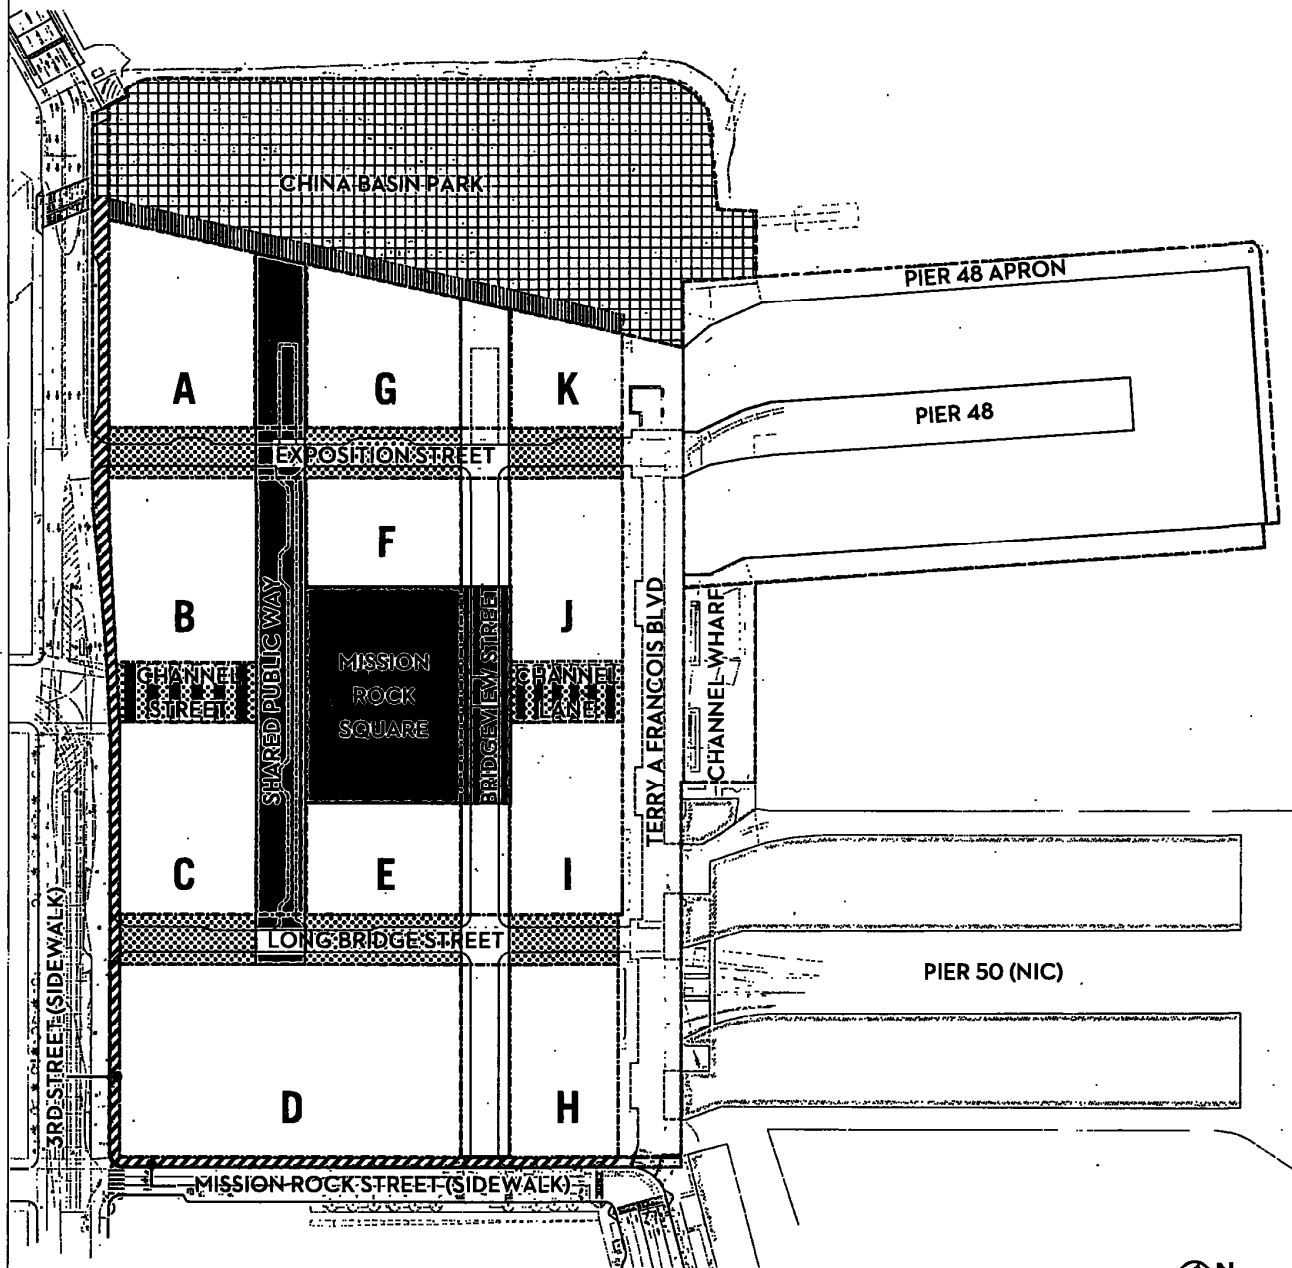 CHINA BASIN PARK
PIER 48 APRON
A
G
K
PIER 48
EXPOSITION STREET
F
B
J
SHARED PUBLIC WAY
MISSION
ROCK
SQUARE
BRIDGEVIEW STREET
CHANNEL
STREET
CHANNEL
LANE
TERRY A FRANCOIS BLVD
CHANNEL WHARF
C
E
I
3RD STREET (SIDEWALK)
LONG BRIDGE STREET
PIER 50 (NIC)
D
H
MISSION ROCK STREET (SIDEWALK)
N